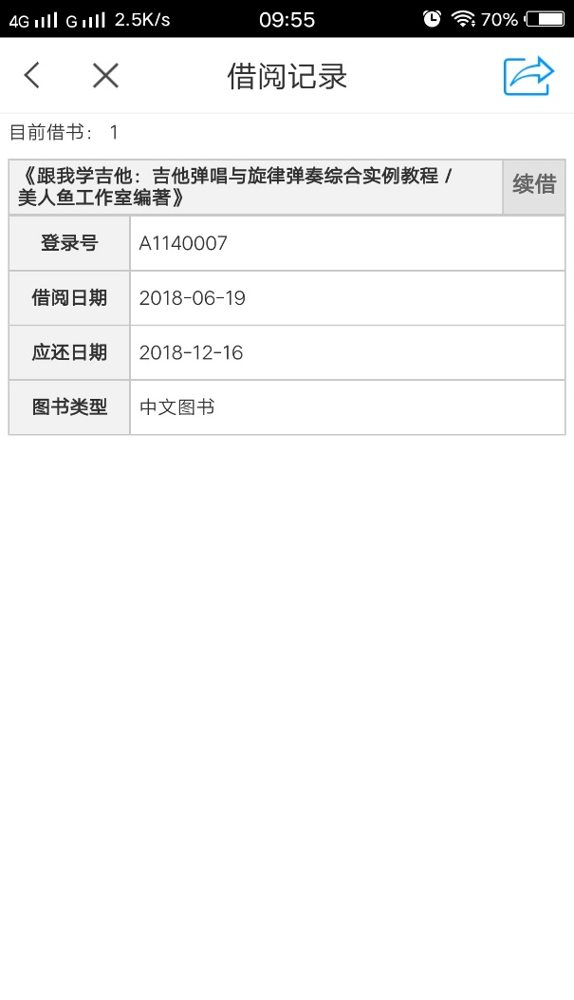 4G G 2.5K/s 09:55 70%
借阅记录
目前借书： 1
《跟我学吉他：吉他弹唱与旋律弹奏综合实例教程 /
美人鱼工作室编著》
续借
登录号 A1140007
借阅日期 2018-06-19
应还日期 2018-12-16
图书类型 中文图书